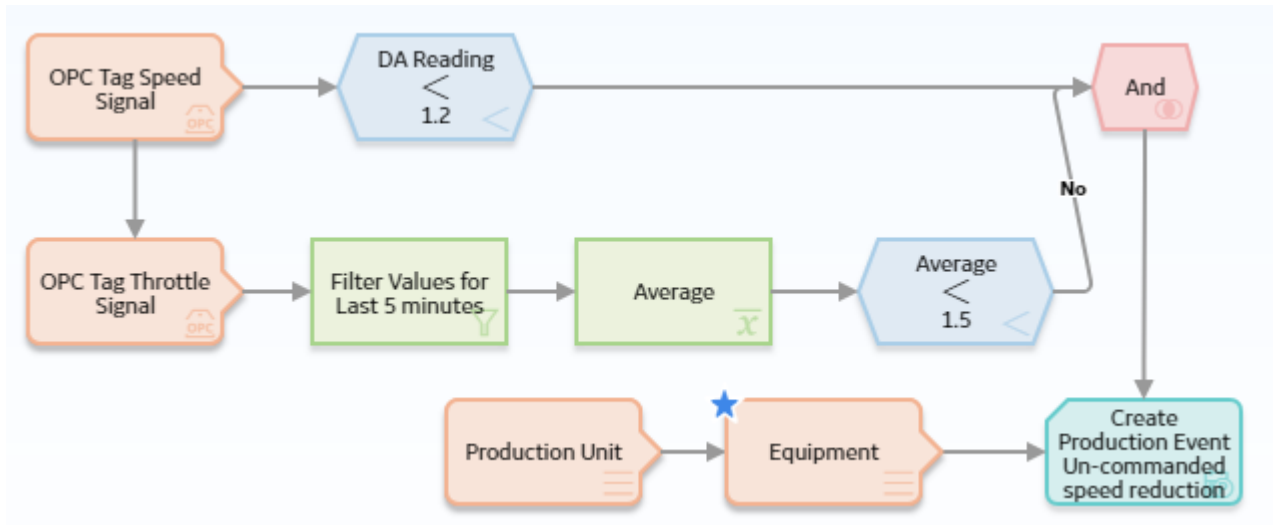 OPC Tag Speed
Signal
OPC
DA Reading
<
1.2
And
No
OPC Tag Throttle
Signal
OPC
Filter Values for
Last 5 minutes
Average
x
Average
<
1.5
Production Unit
Equipment
Create
Production Event
Un-commanded
speed reduction